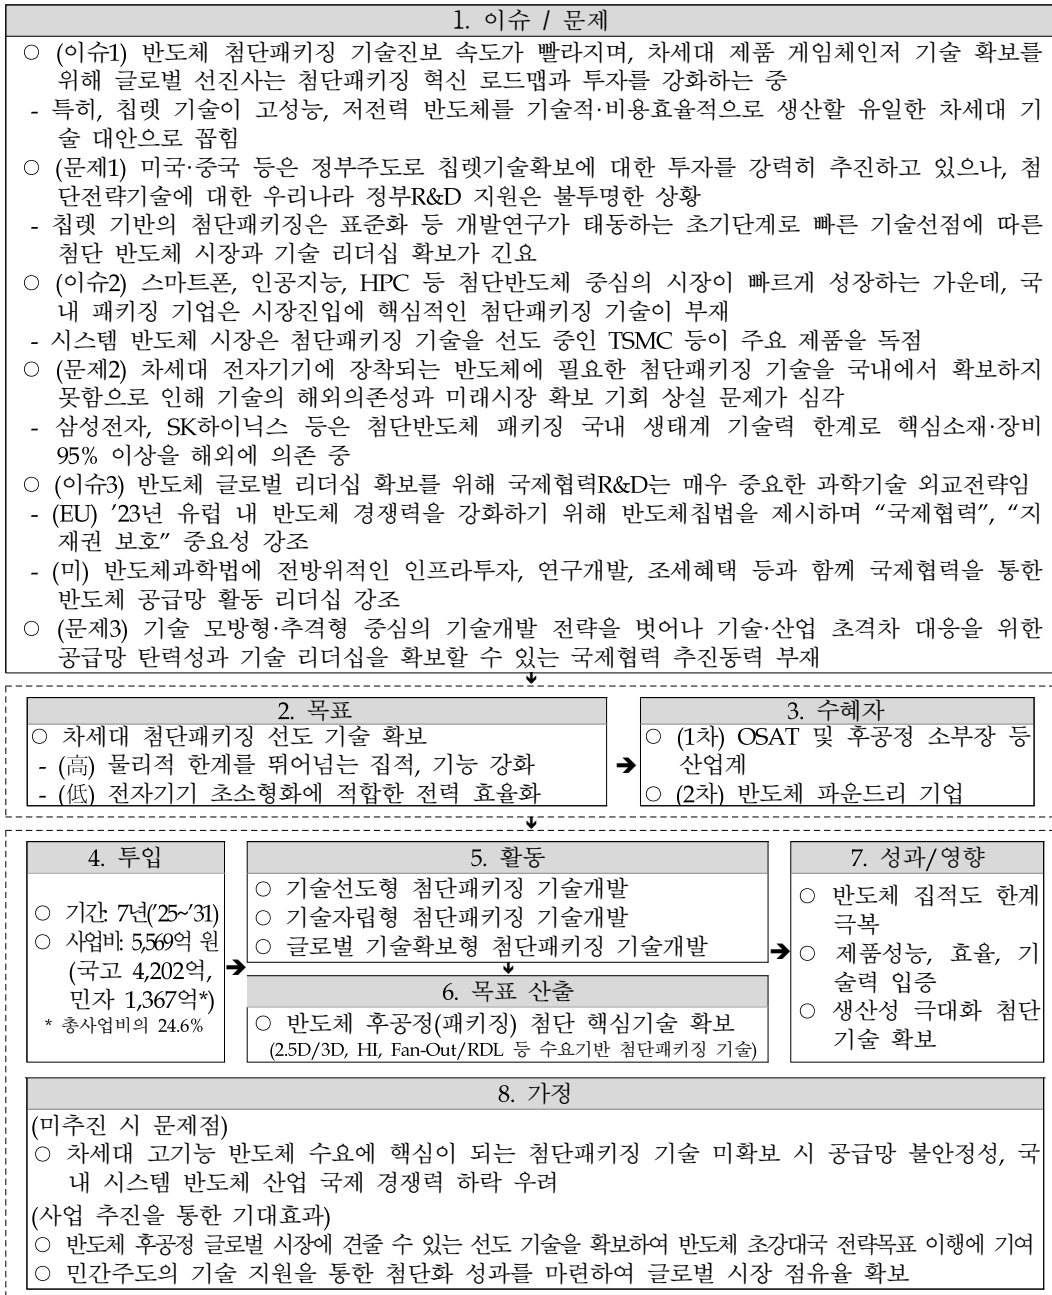 1. 이슈 / 문제
○ (이슈1) 반도체 첨단패키징 기술진보 속도가 빨라지며, 차세대 제품 게임체인저 기술 확보를
위해 글로벌 선진사는 첨단패키징 혁신 로드맵과 투자를 강화하는 중
- 특히, 칩렛 기술이 고성능, 저전력 반도체를 기술적·비용효율적으로 생산할 유일한 차세대 기
술 대안으로 꼽힘
○ (문제1) 미국·중국 등은 정부주도로 칩렛기술확보에 대한 투자를 강력히 추진하고 있으나, 첨
단전략기술에 대한 우리나라 정부R&D 지원은 불투명한 상황
- 칩렛 기반의 첨단패키징은 표준화 등 개발연구가 태동하는 초기단계로 빠른 기술선점에 따른
첨단 반도체 시장과 기술 리더십 확보가 긴요
○ (이슈2) 스마트폰, 인공지능, HPC 등 첨단반도체 중심의 시장이 빠르게 성장하는 가운데, 국
내 패키징 기업은 시장진입에 핵심적인 첨단패키징 기술이 부재
- 시스템 반도체 시장은 첨단패키징 기술을 선도 중인 TSMC 등이 주요 제품을 독점
○ (문제2) 차세대 전자기기에 장착되는 반도체에 필요한 첨단패키징 기술을 국내에서 확보하지
못함으로 인해 기술의 해외의존성과 미래시장 확보 기회 상실 문제가 심각
- 삼성전자, SK하이닉스 등은 첨단반도체 패키징 국내 생태계 기술력 한계로 핵심소재·장비
95% 이상을 해외에 의존 중
○ (이슈3) 반도체 글로벌 리더십 확보를 위해 국제협력R&D는 매우 중요한 과학기술 외교전략임
- (EU) ’23년 유럽 내 반도체 경쟁력을 강화하기 위해 반도체칩법을 제시하며 “국제협력”, “지
재권 보호” 중요성 강조
- (미) 반도체과학법에 전방위적인 인프라투자, 연구개발, 조세혜택 등과 함께 국제협력을 통한
반도체 공급망 활동 리더십 강조
○ (문제3) 기술 모방형·추격형 중심의 기술개발 전략을 벗어나 기술·산업 초격차 대응을 위한
공급망 탄력성과 기술 리더십을 확보할 수 있는 국제협력 추진동력 부재
2. 목표
○ 차세대 첨단패키징 선도 기술 확보
- (高) 물리적 한계를 뛰어넘는 집적, 기능 강화
- (低) 전자기기 초소형화에 적합한 전력 효율화
3. 수혜자
○ (1차) OSAT 및 후공정 소부장 등
산업계
○ (2차) 반도체 파운드리 기업
4. 투입
○ 기간: 7년(’25~’31)
○ 사업비: 5,569억 원
(국고 4,202억,
민자 1,367억*)
* 총사업비의 24.6%
5. 활동
○ 기술선도형 첨단패키징 기술개발
○ 기술자립형 첨단패키징 기술개발
○ 글로벌 기술확보형 첨단패키징 기술개발
6. 목표 산출
○ 반도체 후공정(패키징) 첨단 핵심기술 확보
(2.5D/3D, HI, Fan-Out/RDL 등 수요기반 첨단패키징 기술)
7. 성과/영향
○ 반도체 집적도 한계
극복
○ 제품성능, 효율, 기
술력 입증
○ 생산성 극대화 첨단
기술 확보
8. 가정
(미추진 시 문제점)
○ 차세대 고기능 반도체 수요에 핵심이 되는 첨단패키징 기술 미확보 시 공급망 불안정성, 국
내 시스템 반도체 산업 국제 경쟁력 하락 우려
(사업 추진을 통한 기대효과)
○ 반도체 후공정 글로벌 시장에 견줄 수 있는 선도 기술을 확보하여 반도체 초강대국 전략목표 이행에 기여
○ 민간주도의 기술 지원을 통한 첨단화 성과를 마련하여 글로벌 시장 점유율 확보